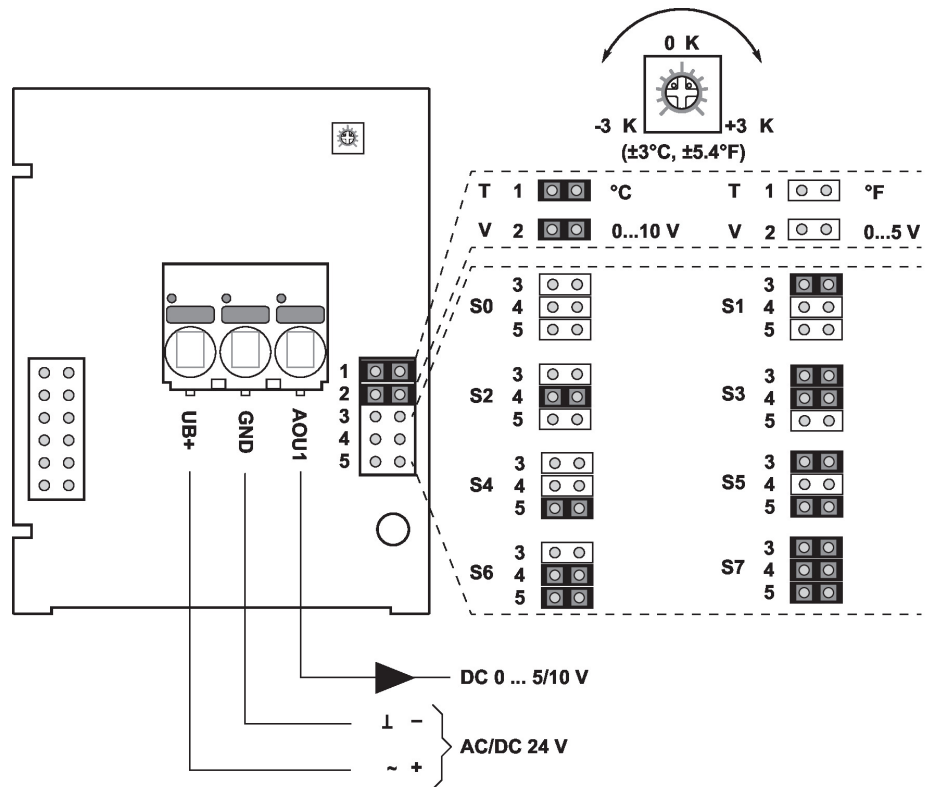 0 K
-3 K +3 K
(±3°C, ±5.4°F)
T 1 °C T 1 °F
V 2 0...10 V V 2 0...5 V
S0 3 4 5
S1 3 4 5
S2 3 4 5
S3 3 4 5
S4 3 4 5
S5 3 4 5
S6 3 4 5
S7 3 4 5
1
2
3
4
5
UB+
GND
AOU1
DC 0 ... 5/10 V
⊥ −
AC/DC 24 V
~ +